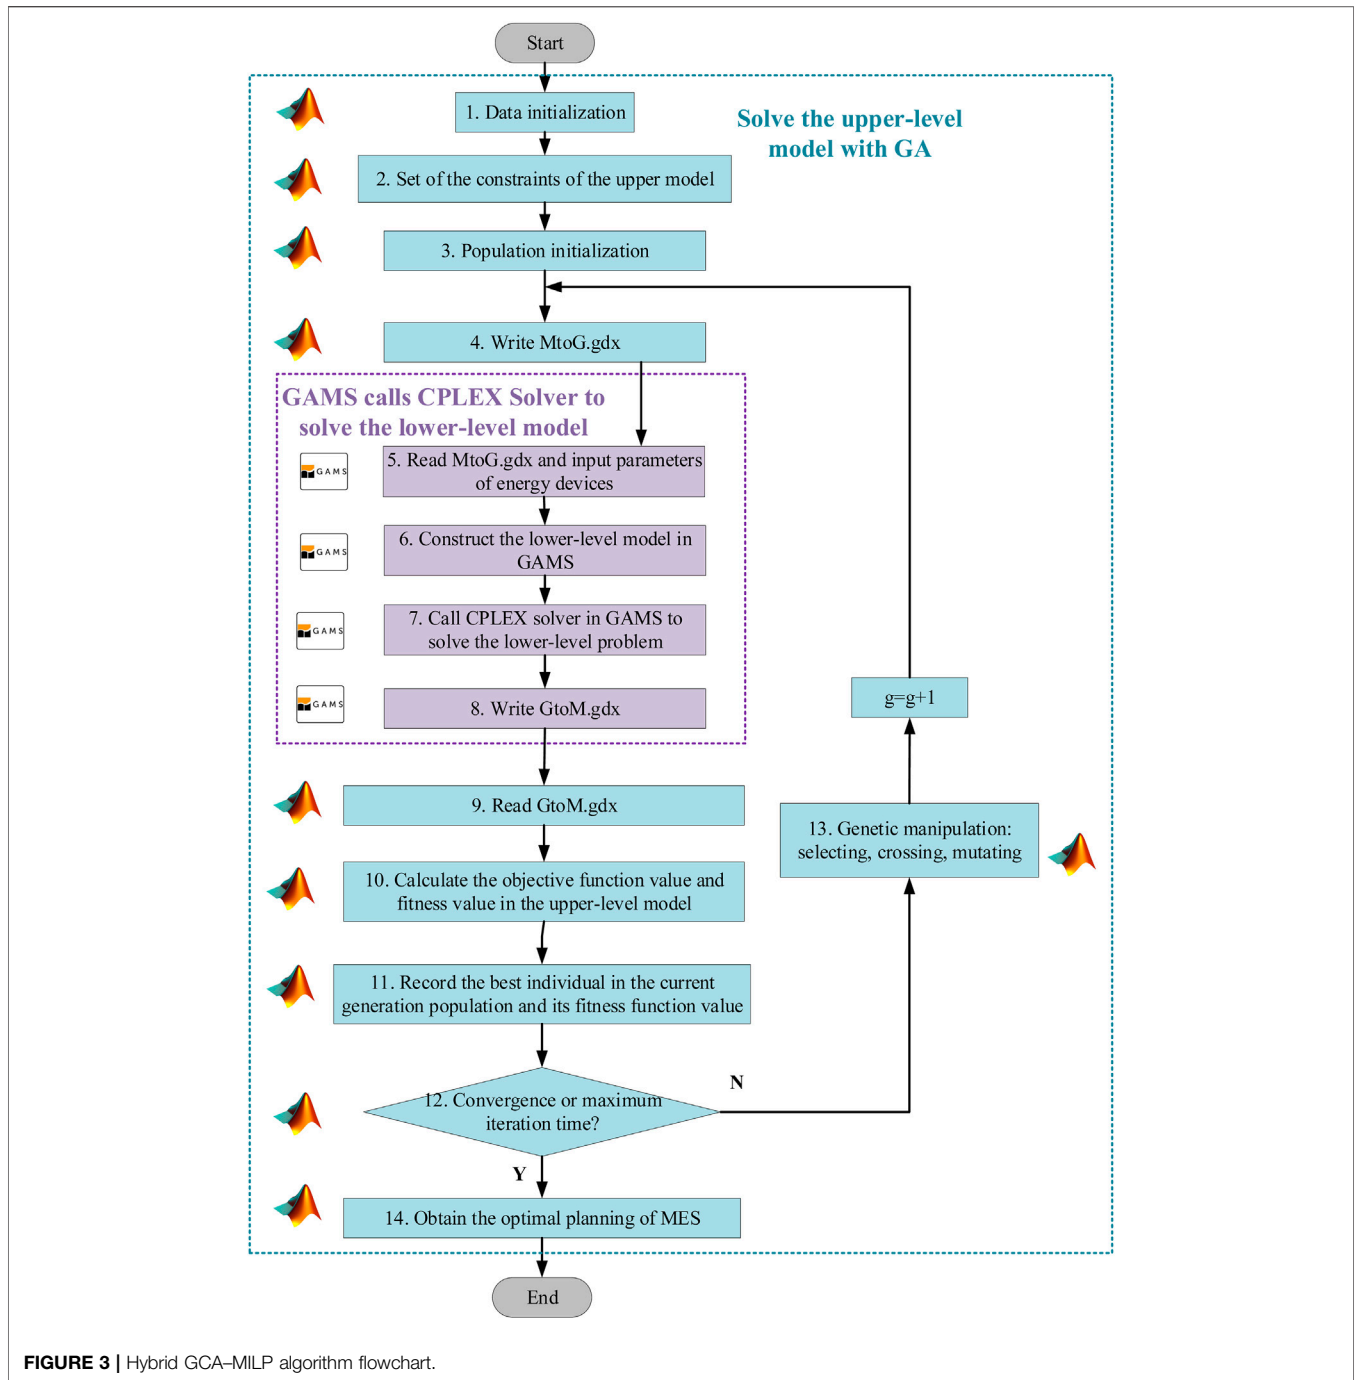 Start
1. Data initialization
Solve the upper-level
model with GA
2. Set of the constraints of the upper model
3. Population initialization
4. Write MtoG.gdx
GAMS calls CPLEX Solver to
solve the lower-level model
GAMS
5. Read MtoG.gdx and input parameters
of energy devices
GAMS
6. Construct the lower-level model in
GAMS
GAMS
7. Call CPLEX solver in GAMS to
solve the lower-level problem
GAMS
8. Write GtoM.gdx
g=g+1
9. Read GtoM.gdx
13. Genetic manipulation:
selecting, crossing, mutating
10. Calculate the objective function value and
fitness value in the upper-level model
11. Record the best individual in the current
generation population and its fitness function value
12. Convergence or maximum
iteration time?
N
Y
14. Obtain the optimal planning of MES
End
FIGURE 3 | Hybrid GCA–MILP algorithm flowchart.